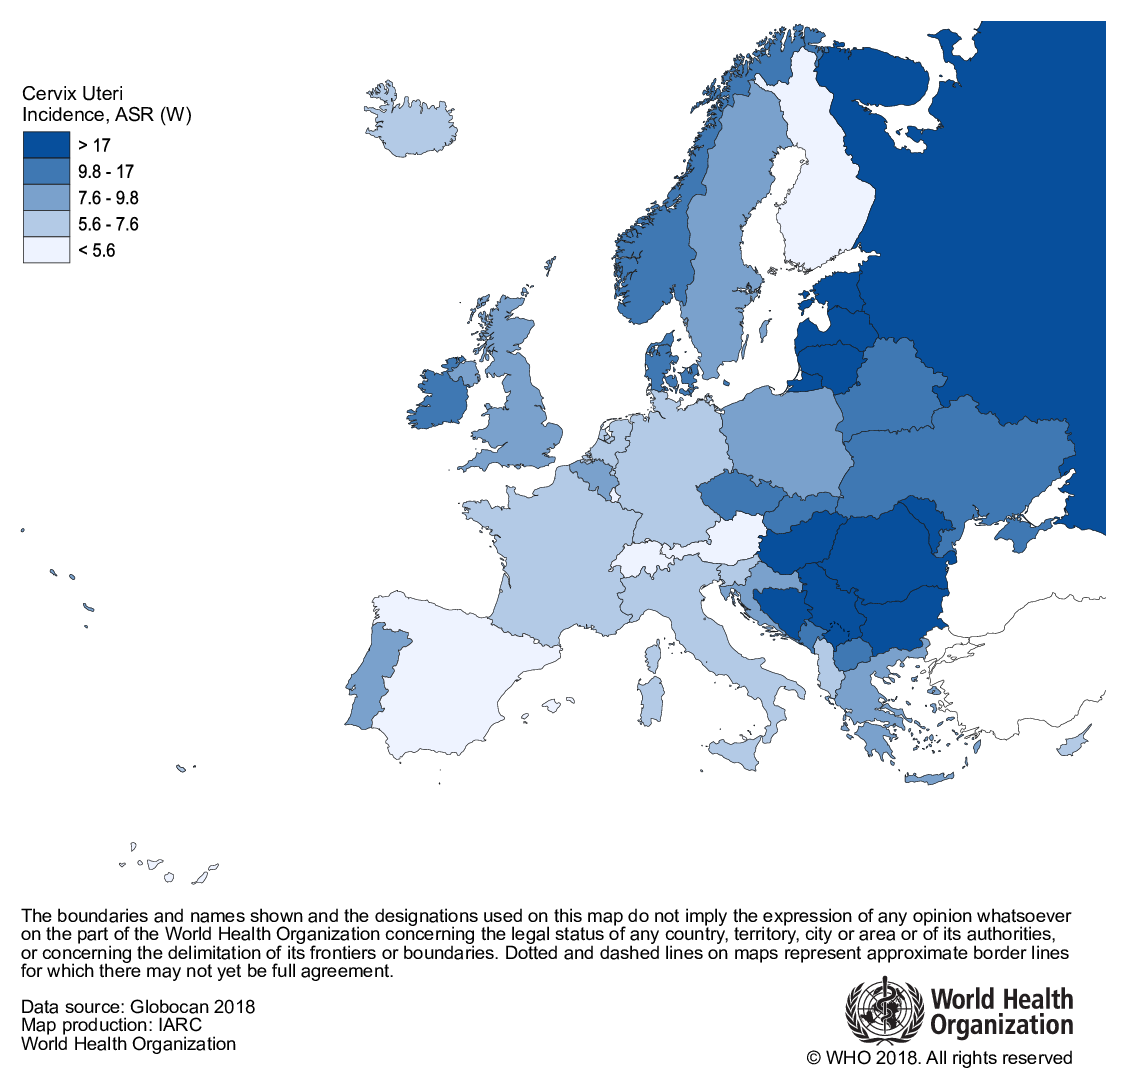 Cervix Uteri
Incidence, ASR (W)
> 17
9.8 - 17
7.6 - 9.8
5.6 - 7.6
< 5.6
The boundaries and names shown and the designations used on this map do not imply the expression of any opinion whatsoever
on the part of the World Health Organization concerning the legal status of any country, territory, city or area or of its authorities,
or concerning the delimitation of its frontiers or boundaries. Dotted and dashed lines on maps represent approximate border lines
for which there may not yet be full agreement.
Data source: Globocan 2018
Map production: IARC
World Health Organization
World Health
Organization
© WHO 2018. All rights reserved